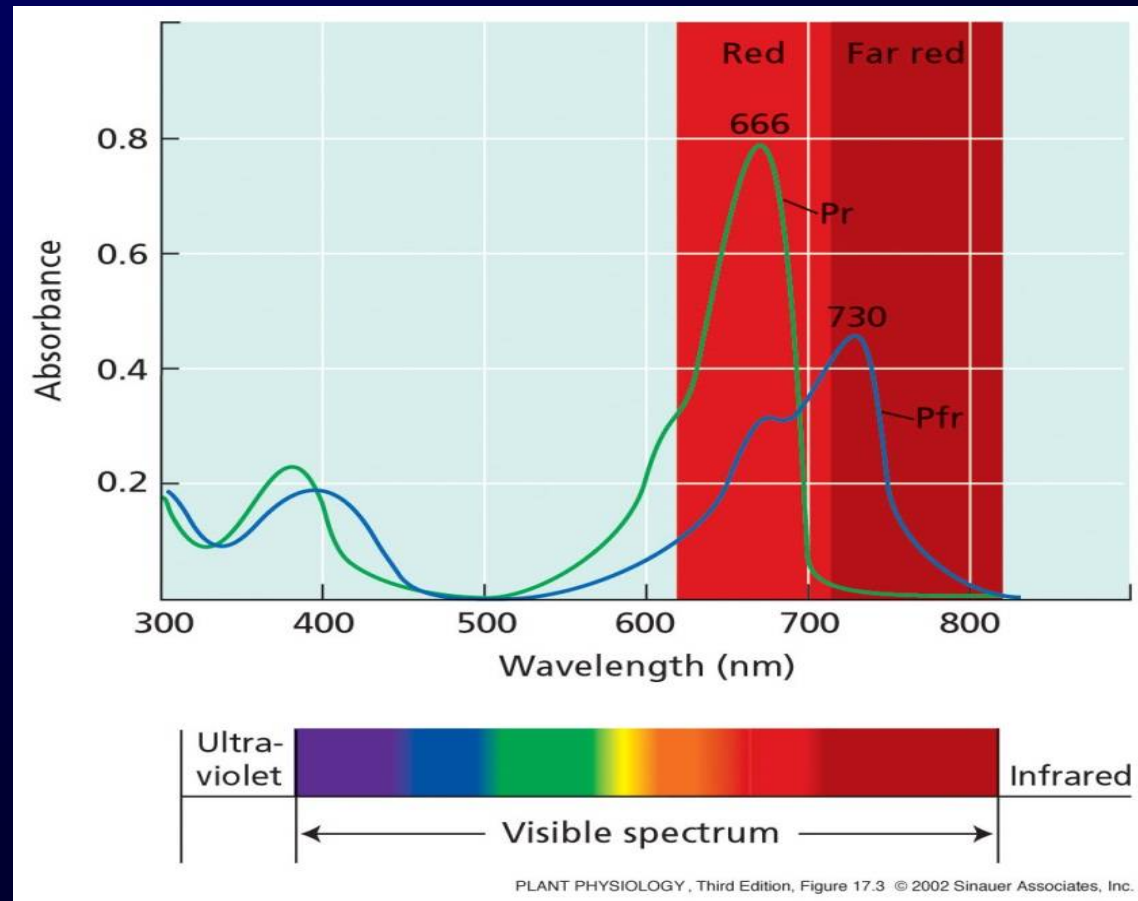 Red Far red
666
0.8
Pr
0.6
730
0.4
Pfr
0.2
Absorbance
300 400 500 600 700 800
Wavelength (nm)
Ultra-
violet
Infrared
Visible spectrum
PLANT PHYSIOLOGY, Third Edition, Figure 17.3 © 2002 Sinauer Associates, Inc.